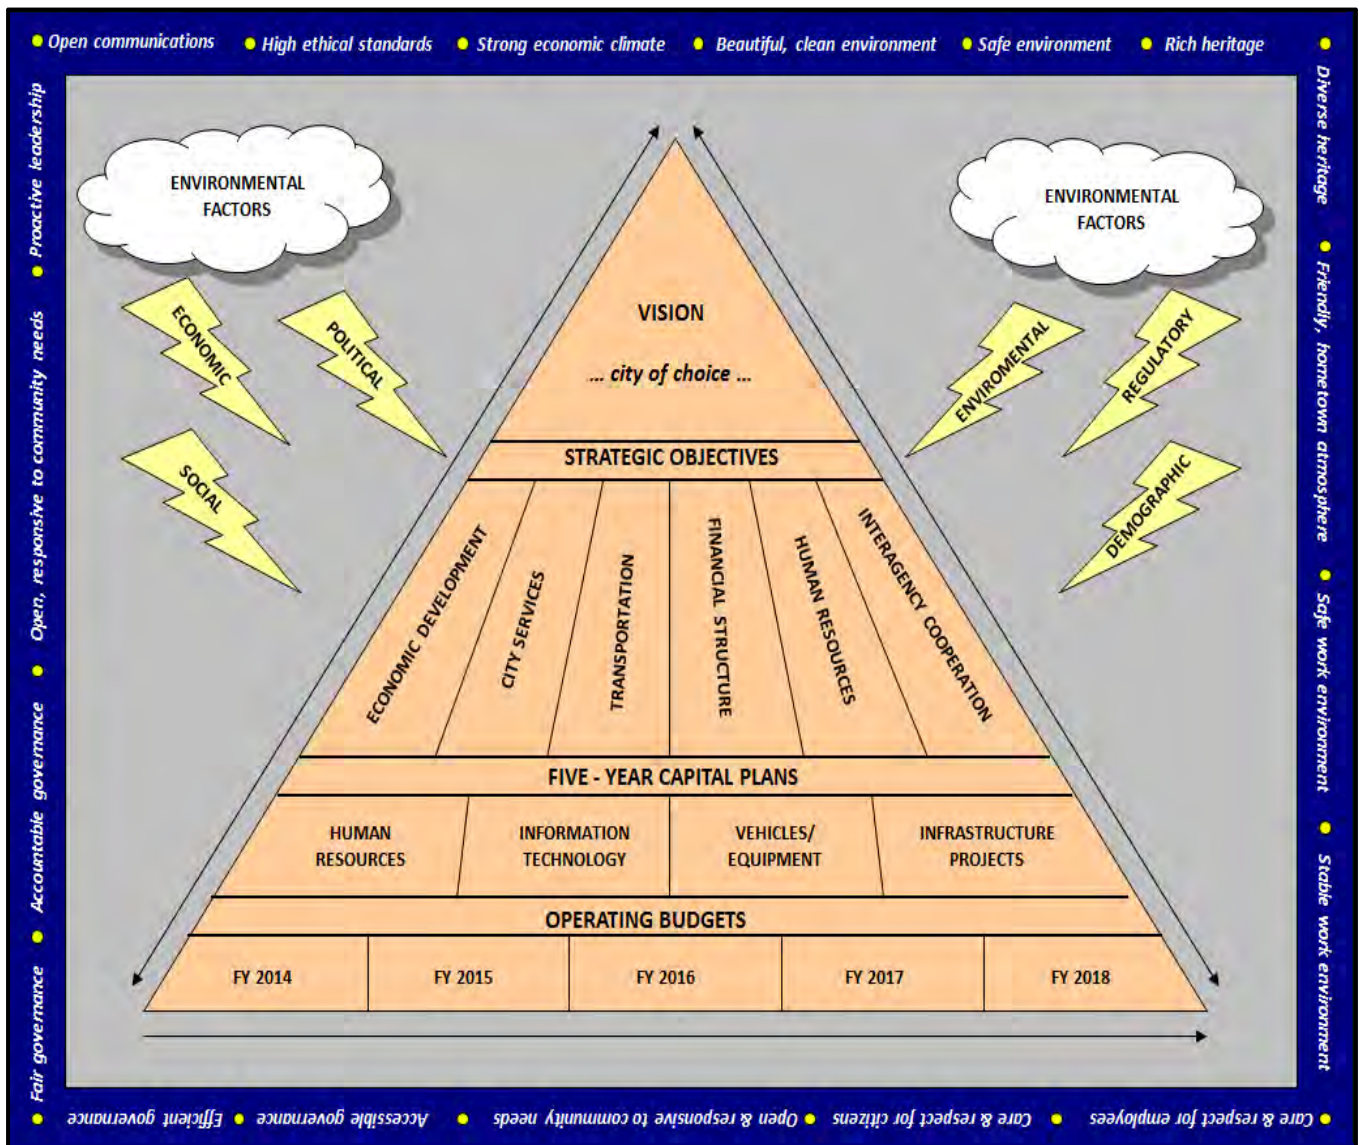 Open communications
High ethical standards
Strong economic climate
Beautiful, clean environment
Safe environment
Rich heritage
Diverse heritage
Friendly, hometown atmosphere
Safe work environment
Stable work environment
Care & respect for employees
Care & respect for citizens
Open & responsive to community needs
Accessible governance
Efficient governance
Fair governance
Accountable governance
Open, responsive to community needs
Proactive leadership
ENVIRONMENTAL
FACTORS
ECONOMIC
POLITICAL
SOCIAL
ENVIRONMENTAL
FACTORS
ENVIROMENTAL
REGULATORY
DEMOGRAPHIC
VISION
... city of choice ...
STRATEGIC OBJECTIVES
ECONOMIC DEVELOPMENT
CITY SERVICES
TRANSPORTATION
FINANCIAL STRUCTURE
HUMAN RESOURCES
INTERAGENCY COOPERATION
FIVE - YEAR CAPITAL PLANS
HUMAN
RESOURCES
INFORMATION
TECHNOLOGY
VEHICLES/
EQUIPMENT
INFRASTRUCTURE
PROJECTS
OPERATING BUDGETS
FY 2014
FY 2015
FY 2016
FY 2017
FY 2018